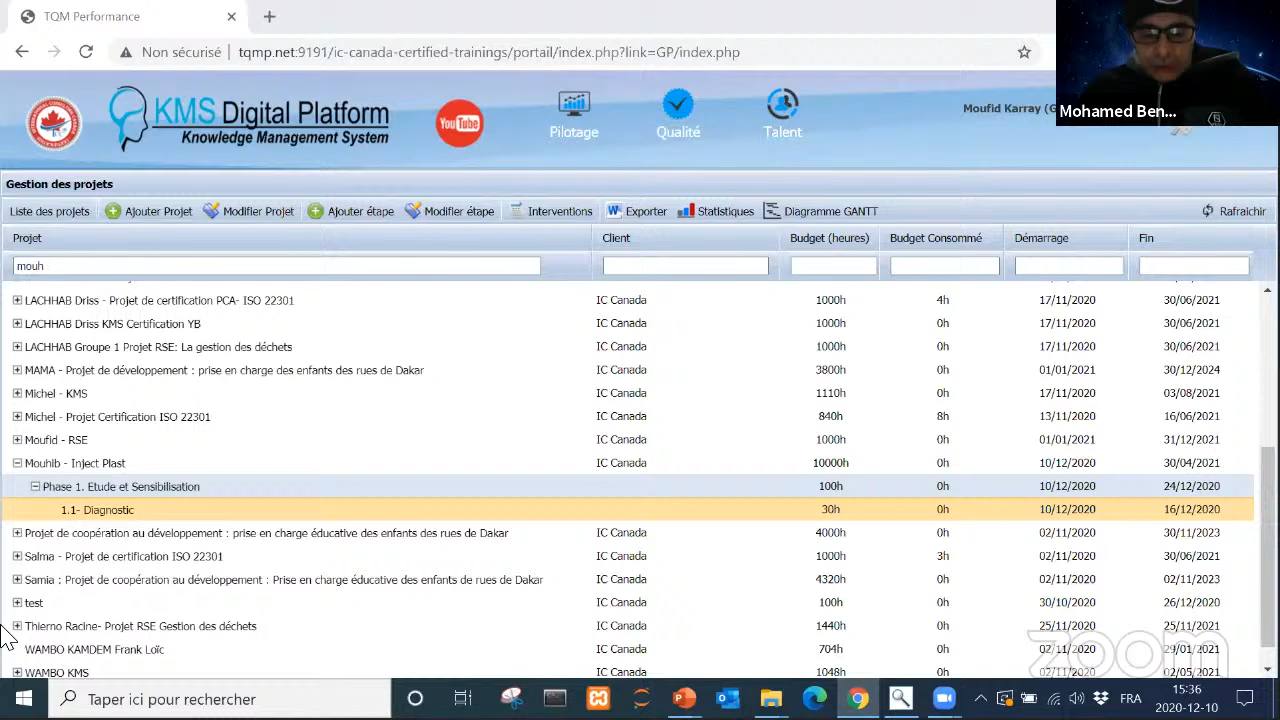 TQM Performance
Non sécurisé tqmp.net:9191/ic-canada-certified-trainings/portail/index.php?link=GP/index.php
KMS Digital Platform
Knowledge Management System
YouTube
Pilotage
Qualité
Talent
Moufid Karray (G
Mohamed Ben...
Gestion des projets
Liste des projets Ajouter Projet Modifier Projet Ajouter étape Modifier étape Interventions Exporter Statistiques Diagramme GANTT Rafraichir
Projet Client Budget (heures) Budget Consommé Démarrage Fin
mouh
LACHHAB Driss - Projet de certification PCA- ISO 22301 IC Canada 1000h 4h 17/11/2020 30/06/2021
LACHHAB Driss KMS Certification YB IC Canada 1000h 0h 17/11/2020 30/06/2021
LACHHAB Groupe 1 Projet RSE: La gestion des déchets IC Canada 1000h 0h 17/11/2020 30/06/2021
MAMA - Projet de développement : prise en charge des enfants des rues de Dakar IC Canada 3800h 0h 01/01/2021 30/12/2024
Michel - KMS IC Canada 1110h 0h 17/11/2020 03/08/2021
Michel - Projet Certification ISO 22301 IC Canada 840h 8h 13/11/2020 16/06/2021
Moufid - RSE IC Canada 1000h 0h 01/01/2021 31/12/2021
Mouhib - Inject Plast IC Canada 10000h 0h 10/12/2020 30/04/2021
Phase 1. Etude et Sensibilisation 100h 0h 10/12/2020 24/12/2020
1.1- Diagnostic 30h 0h 10/12/2020 16/12/2020
Projet de coopération au développement : prise en charge éducative des enfants des rues de Dakar IC Canada 4000h 0h 02/11/2020 30/11/2023
Salma - Projet de certification ISO 22301 IC Canada 1000h 3h 02/11/2020 30/06/2021
Samia : Projet de coopération au développement : Prise en charge éducative des enfants de rues de Dakar IC Canada 4320h 0h 02/11/2020 02/11/2023
test IC Canada 100h 0h 30/10/2020 26/12/2020
Thierno Racine- Projet RSE Gestion des déchets IC Canada 1440h 0h 25/11/2020 25/11/2021
WAMBO KAMDEM Frank Loïc IC Canada 704h 0h 02/11/2020 29/01/2021
WAMBO KMS IC Canada 1048h 0h 02/11/2020 02/05/2021
zoom
Taper ici pour rechercher
FRA
15:36
2020-12-10